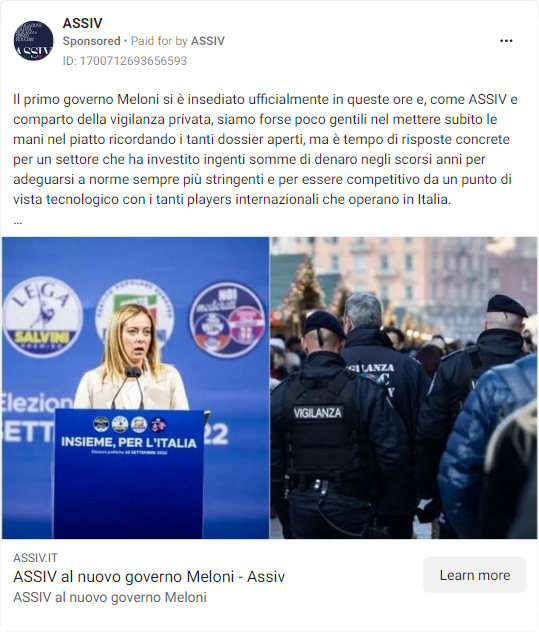 ASSIV
Sponsored • Paid for by ASSIV
ID: 1700712693656593
Il primo governo Meloni si è insediato ufficialmente in queste ore e, come ASSIV e
comparto della vigilanza privata, siamo forse poco gentili nel mettere subito le
mani nel piatto ricordando i tanti dossier aperti, ma è tempo di risposte concrete
per un settore che ha investito ingenti somme di denaro negli scorsi anni per
adeguarsi a norme sempre più stringenti e per essere competitivo da un punto di
vista tecnologico con i tanti players internazionali che operano in Italia.
...
LEGA
SALVINI
PREMIER
NOI
moderati
Elezion
SETT
22
INSIEME, PER L'ITALIA
Elezioni politiche 25 SETTEMBRE 2022
VIGILANZA
ASSIV.IT
ASSIV al nuovo governo Meloni - Assiv
ASSIV al nuovo governo Meloni
Learn more